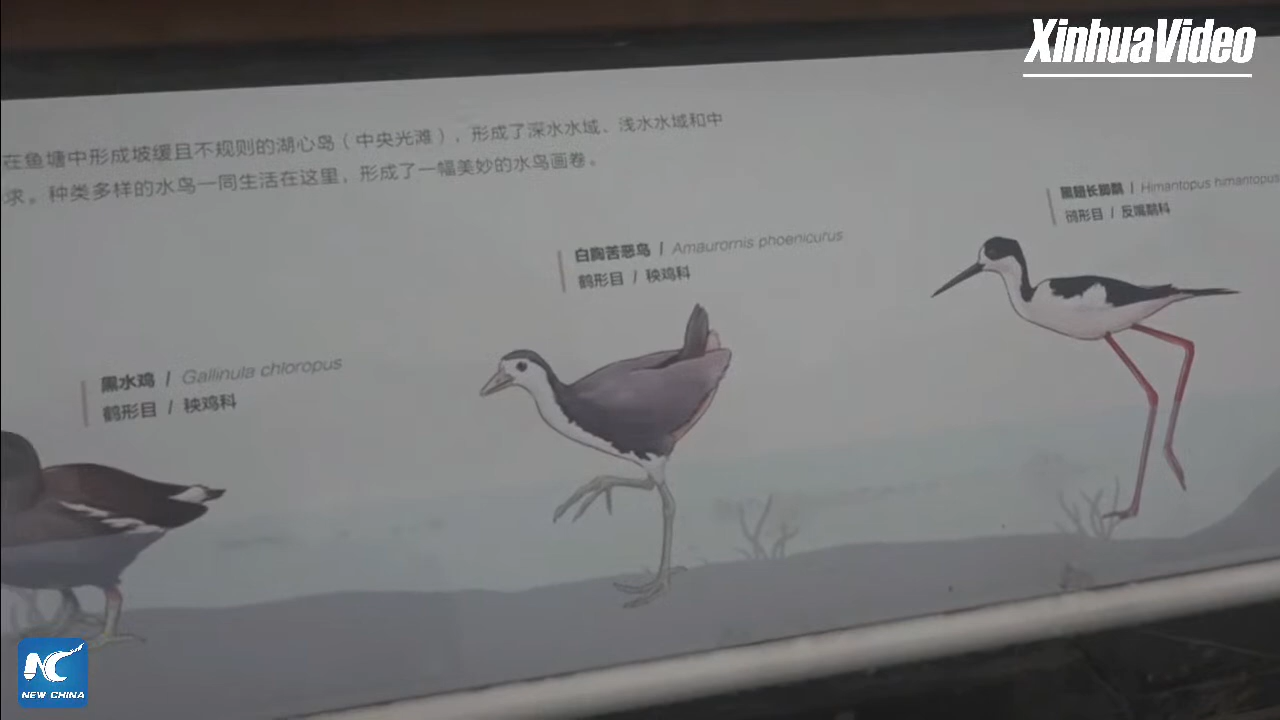 XinhuaVideo
在鱼塘中形成坡缓且不规则的湖心岛（中央光滩），形成了深水水域、浅水水域和中
求。种类多样的水鸟一同生活在这里，形成了一幅美妙的水鸟画卷。
黑翅长脚鹬 / Himantopus himantopus
鸻形目 / 反嘴鹬科
白胸苦恶鸟 / Amaurornis phoenicurus
鹤形目 / 秧鸡科
黑水鸡 / Gallinula chloropus
鹤形目 / 秧鸡科
NEW CHINA